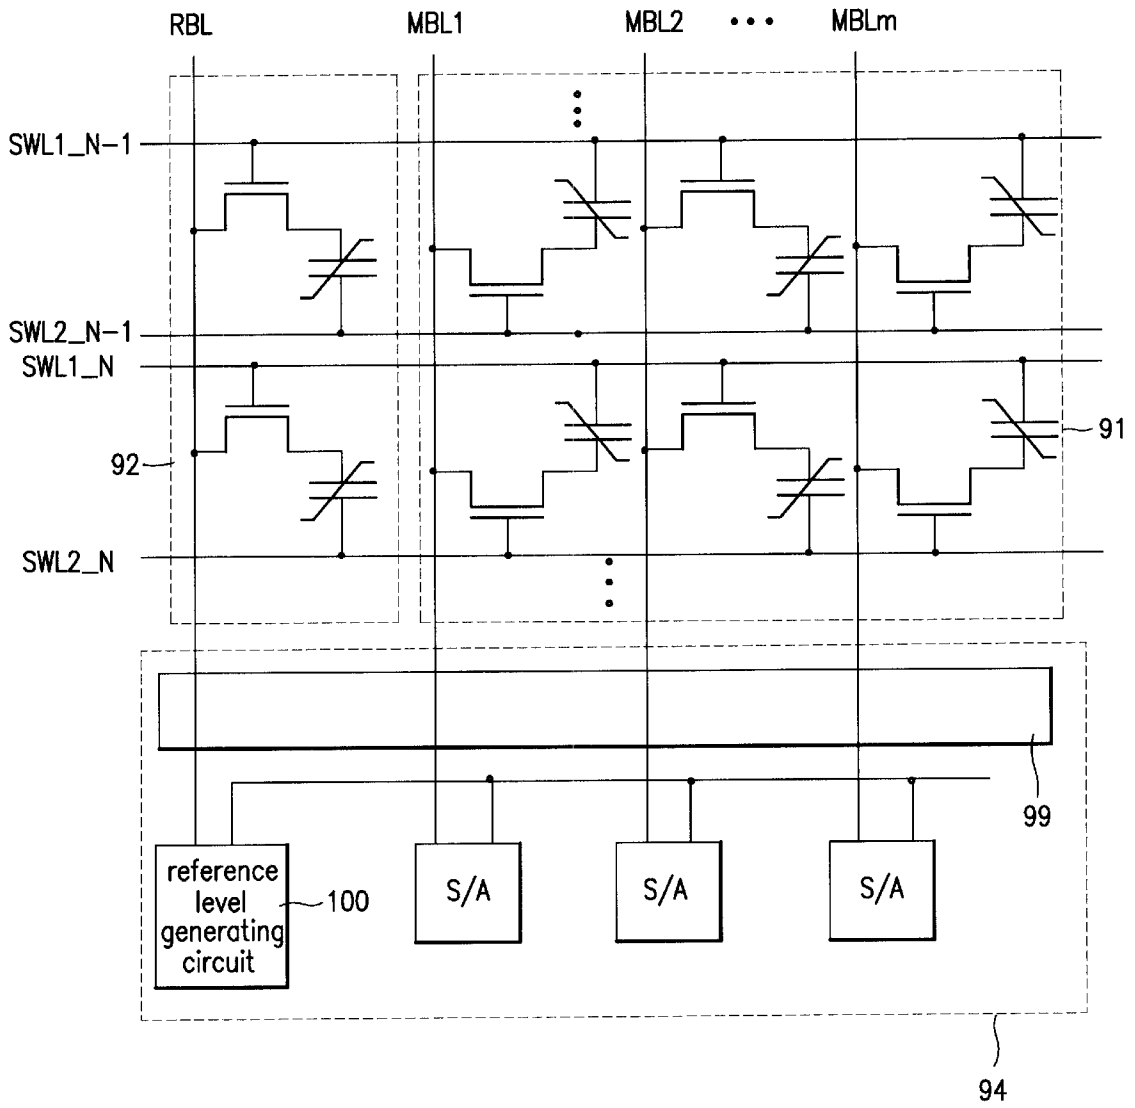 RBL MBL1 MBL2 ••• MBLm
SWL1_N-1
SWL2_N-1
SWL1_N
91
92
SWL2_N
99
reference
level
generating
circuit
100
S/A S/A S/A
94